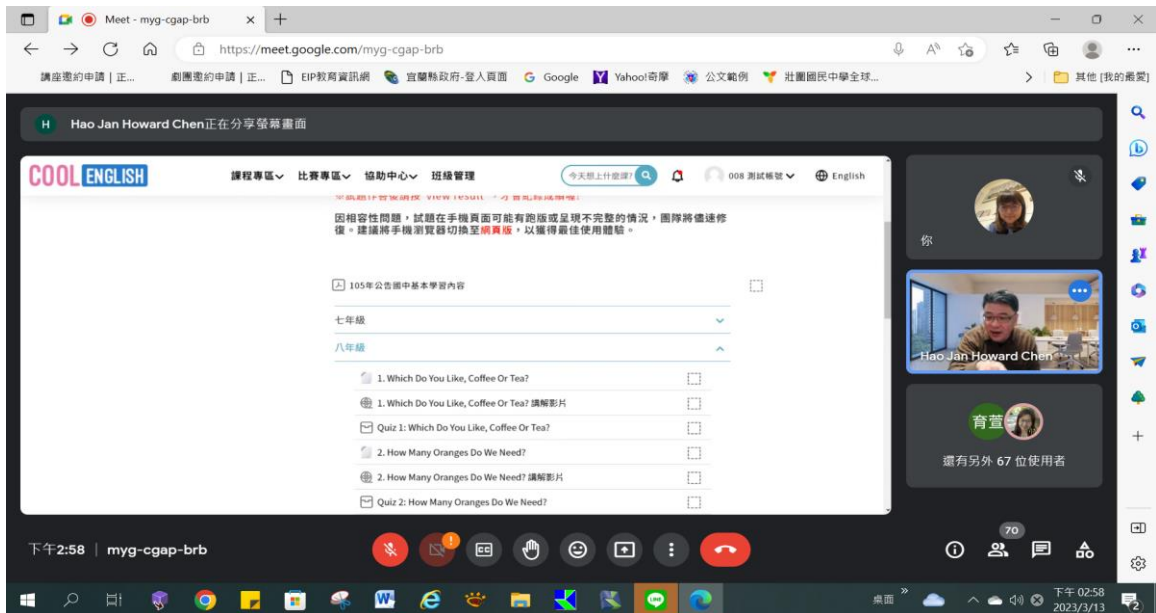 Meet - myg-cgap-brb
https://meet.google.com/myg-cgap-brb
講座邀約申請 | 正...
劇團邀約申請 | 正...
EIP教育資訊網
宜蘭縣政府-登入頁面
Google
Yahoo!奇摩
公文範例
壯圍國民中學全球...
其他 [我的最愛]
H Hao Jan Howard Chen正在分享螢幕畫面
COOL ENGLISH
課程專區
比賽專區
協助中心
班級管理
今天想上什麼課?
008 測試帳號
English
因相容性問題，試題在手機頁面可能有跑版或呈現不完整的情況，團隊將儘速修
復。建議將手機瀏覽器切換至網頁版，以獲得最佳使用體驗。
105年公告國中基本學習內容
七年級
八年級
1. Which Do You Like, Coffee Or Tea?
1. Which Do You Like, Coffee Or Tea? 講解影片
Quiz 1: Which Do You Like, Coffee Or Tea?
2. How Many Oranges Do We Need?
2. How Many Oranges Do We Need? 講解影片
Quiz 2: How Many Oranges Do We Need?
你
Hao Jan Howard Chen
育萱
還有另外 67 位使用者
下午2:58 | myg-cgap-brb
70
桌面
下午 02:58
2023/3/13